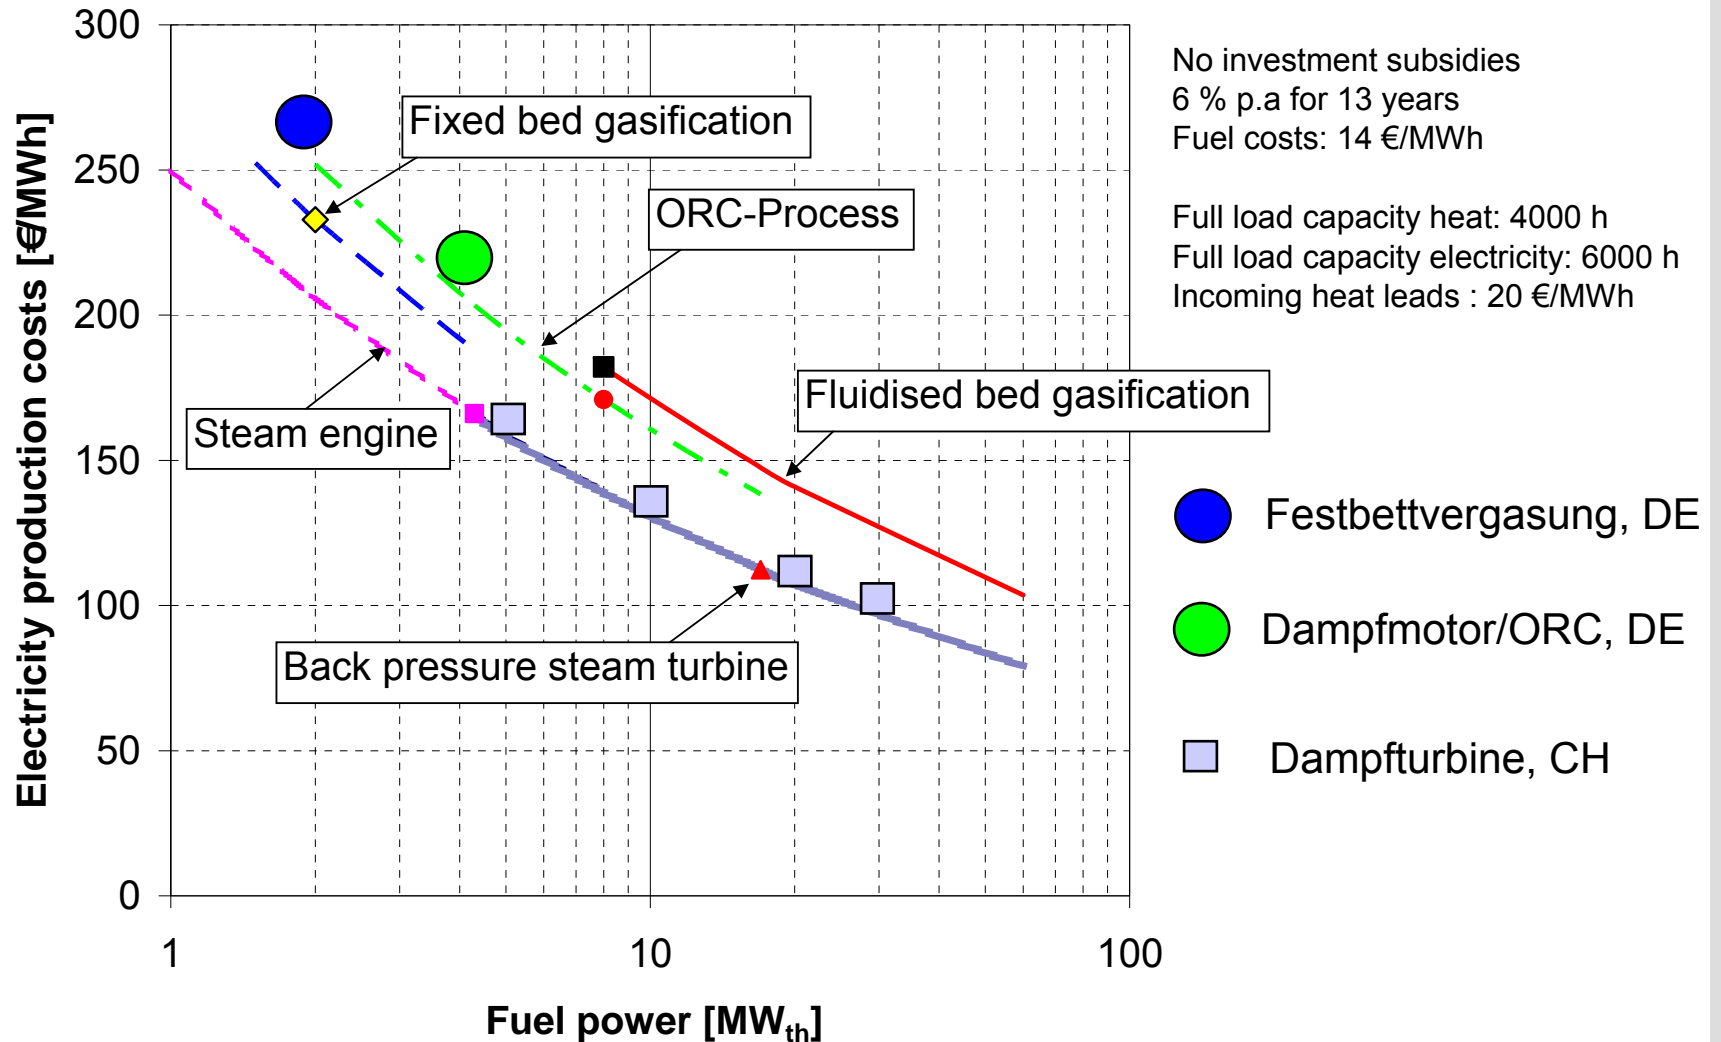 300
250
200
150
100
50
0
Electricity production costs [€/MWh]
1
10
100
Fuel power [MWth]
Fixed bed gasification
ORC-Process
Fluidised bed gasification
Steam engine
Back pressure steam turbine
No investment subsidies
6 % p.a for 13 years
Fuel costs: 14 €/MWh
Full load capacity heat: 4000 h
Full load capacity electricity: 6000 h
Incoming heat leads : 20 €/MWh
Festbettvergasung, DE
Dampfmotor/ORC, DE
Dampfturbine, CH